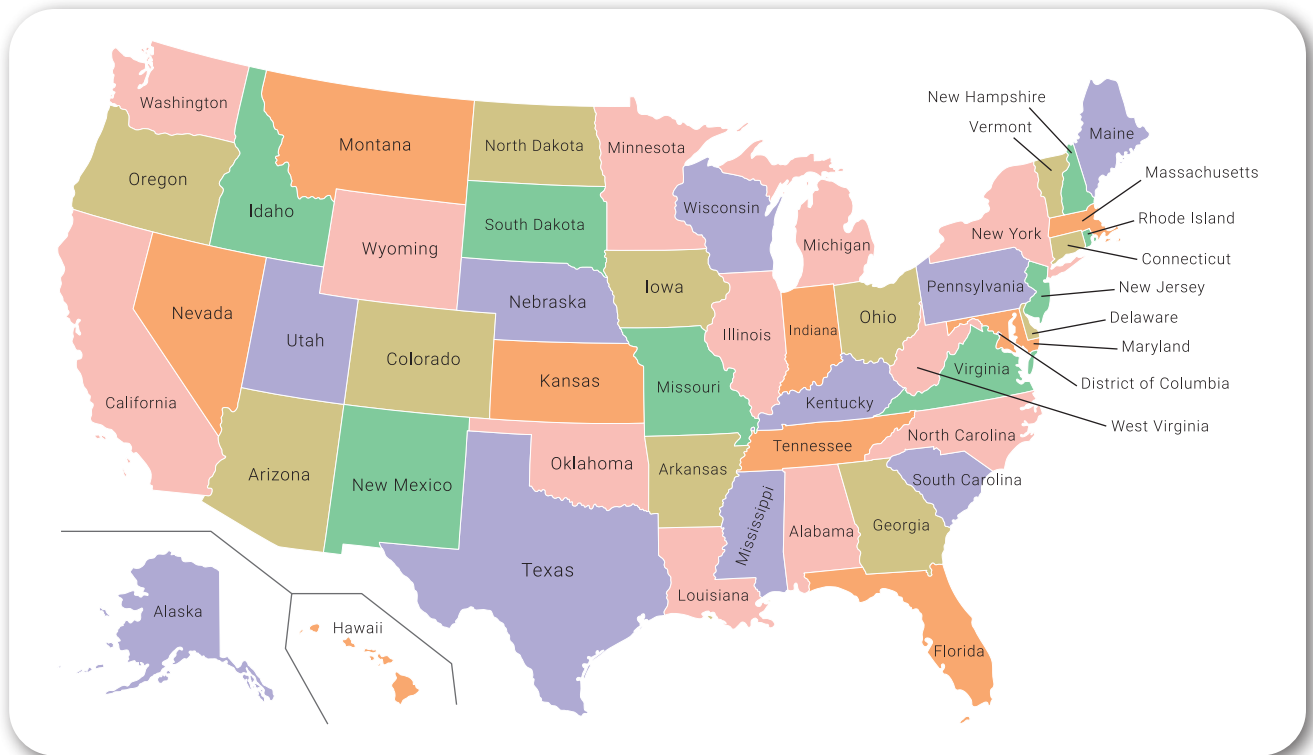 New Hampshire
Vermont
Washington
Montana
North Dakota
Minnesota
Maine
Oregon
Idaho
South Dakota
Wisconsin
Massachusetts
Wyoming
Michigan
New York
Rhode Island
Connecticut
Nevada
Utah
Nebraska
Iowa
Pennsylvania
New Jersey
Colorado
Illinois
Indiana
Ohio
Delaware
Maryland
California
Kansas
Missouri
Kentucky
Virginia
District of Columbia
West Virginia
Arizona
New Mexico
Oklahoma
Arkansas
Tennessee
North Carolina
South Carolina
Texas
Mississippi
Alabama
Georgia
Louisiana
Alaska
Hawaii
Florida